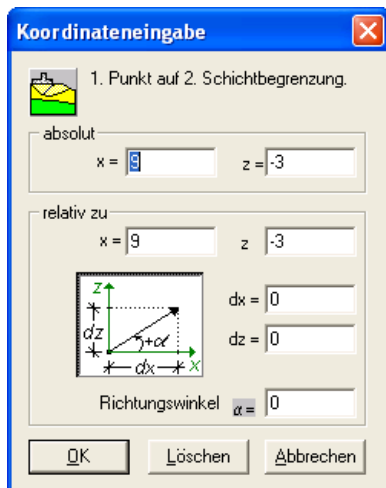 Koordinateneingabe
1. Punkt auf 2. Schichtbegrenzung.
absolut
x = 9 z = -3
relativ zu
x = 9 z -3
z
dz
+α
dx
x
dx = 0
dz = 0
Richtungswinkel α = 0
OK Löschen Abbrechen